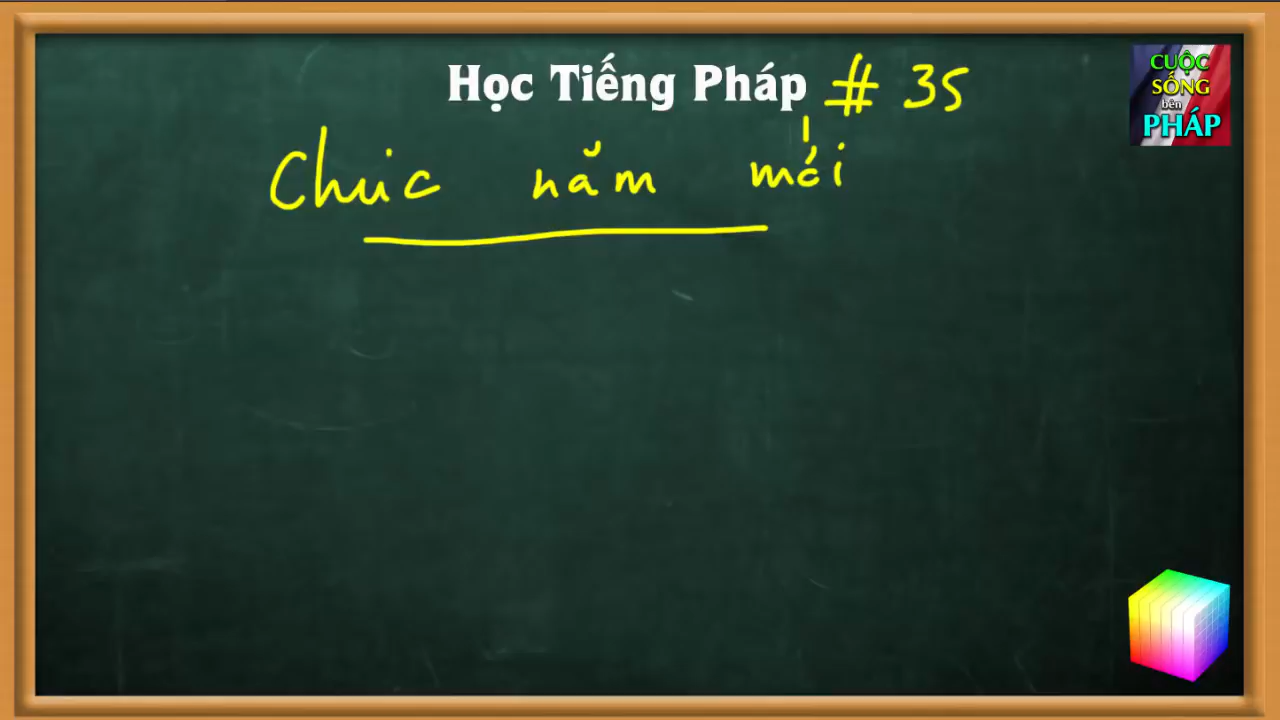 Học Tiếng Pháp # 35
Chúc năm mới
CUỘC
SỐNG
bên
PHÁP